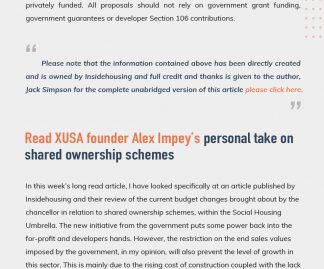 privately funded. All proposals should not rely on government grant funding,
government guarantees or developer Section 106 contributions.
“
Please note that the information contained above has been directly created
and is owned by Insidehousing and full credit and thanks is given to the author,
Jack Simpson for the complete unabridged version of this article please click here.
”
Read XUSA founder Alex Impey's personal take on
shared ownership schemes
In this week's long read article, I have looked specifically at an article published by
Insidehousing and their review of the current budget changes brought about by the
chancellor in relation to shared ownership schemes, within the Social Housing
Umbrella. The new initiative from the government puts some power back into the
for-profit and developers hands. However, the restriction on the end sales values
imposed by the government, in my opinion, will also prevent the level of growth in
this sector. This is mainly due to the rising cost of construction coupled with the lack